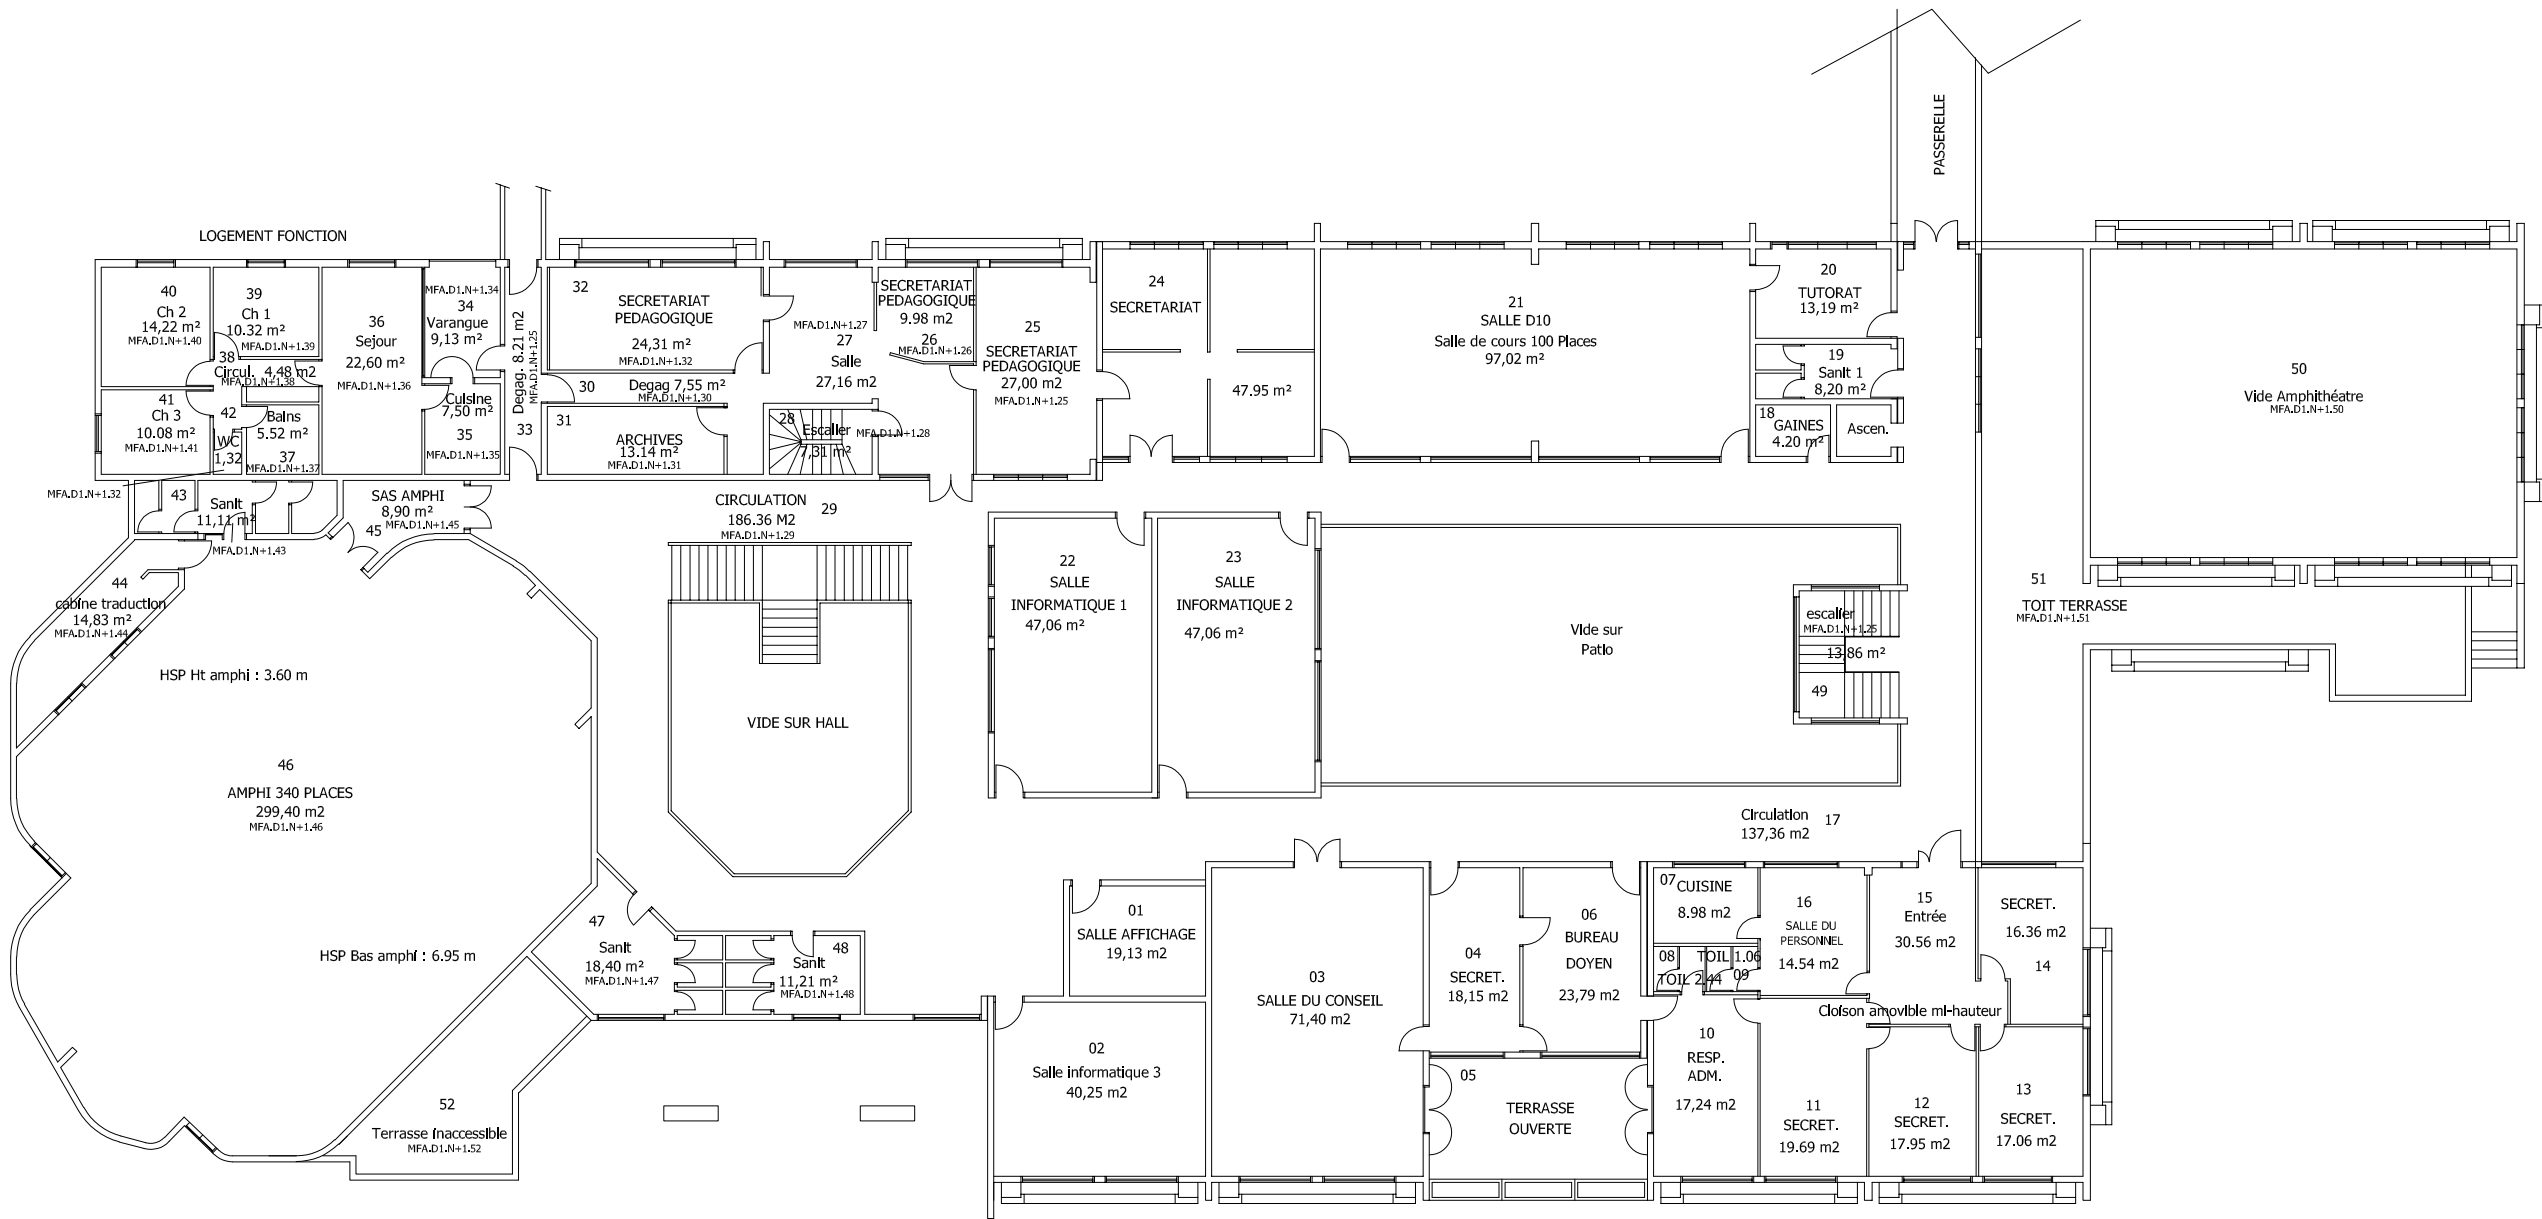 PASSERELLE
LOGEMENT FONCTION
40
Ch 2
14,22 m²
MFA.D1.N+1.40
39
Ch 1
10.32 m²
MFA.D1.N+1.39
38
Circul. 4,48 m2
MFA.D1.N+1.38
41
Ch 3
10.08 m²
MFA.D1.N+1.41
42
WC
1,32
MFA.D1.N+1.32
Bains
5.52 m²
37
MFA.D1.N+1.37
36
Sejour
22,60 m²
MFA.D1.N+1.36
MFA.D1.N+1.34
34
Varangue
9,13 m²
Cuisine
7,50 m²
35
MFA.D1.N+1.35
Degag. 8.21 m2
MFA.D1.N+1.25
33
32
SECRETARIAT
PEDAGOGIQUE
24,31 m²
MFA.D1.N+1.32
30
Degag 7,55 m²
MFA.D1.N+1.30
31
ARCHIVES
13.14 m²
MFA.D1.N+1.31
MFA.D1.N+1.27
27
Salle
27,16 m2
28
Escalier
7,31 m²
MFA.D1.N+1.28
SECRETARIAT
PEDAGOGIQUE
9.98 m2
26
MFA.D1.N+1.26
25
SECRETARIAT
PEDAGOGIQUE
27,00 m2
MFA.D1.N+1.25
24
SECRETARIAT
47.95 m²
21
SALLE D10
Salle de cours 100 Places
97,02 m²
20
TUTORAT
13,19 m²
19
Sanit 1
8,20 m²
18
GAINES
4.20 m²
Ascen.
50
Vide Amphithéatre
MFA.D1.N+1.50
43
Sanit
11,11 m²
MFA.D1.N+1.43
SAS AMPHI
8,90 m²
MFA.D1.N+1.45
45
CIRCULATION
186.36 M2
MFA.D1.N+1.29
29
44
cabine traduction
14,83 m²
MFA.D1.N+1.44
HSP Ht amphi : 3.60 m
46
AMPHI 340 PLACES
299,40 m2
MFA.D1.N+1.46
HSP Bas amphi : 6.95 m
VIDE SUR HALL
22
SALLE
INFORMATIQUE 1
47,06 m²
23
SALLE
INFORMATIQUE 2
47,06 m²
Vide sur
Patio
escalier
MFA.D1.N+1.25
13,86 m²
49
51
TOIT TERRASSE
MFA.D1.N+1.51
Circulation
137,36 m2
17
47
Sanit
18,40 m²
MFA.D1.N+1.47
48
Sanit
11,21 m²
MFA.D1.N+1.48
52
Terrasse inaccessible
MFA.D1.N+1.52
01
SALLE AFFICHAGE
19,13 m2
02
Salle informatique 3
40,25 m2
03
SALLE DU CONSEIL
71,40 m2
04
SECRET.
18,15 m2
06
BUREAU
DOYEN
23,79 m2
05
TERRASSE
OUVERTE
07
CUISINE
8.98 m2
08
TOIL 2.44
TOIL 1.06
09
16
SALLE DU
PERSONNEL
14.54 m2
15
Entrée
30.56 m2
SECRET.
16.36 m2
14
Cloison amovible mi-hauteur
10
RESP.
ADM.
17,24 m2
11
SECRET.
19.69 m2
12
SECRET.
17.95 m2
13
SECRET.
17.06 m2